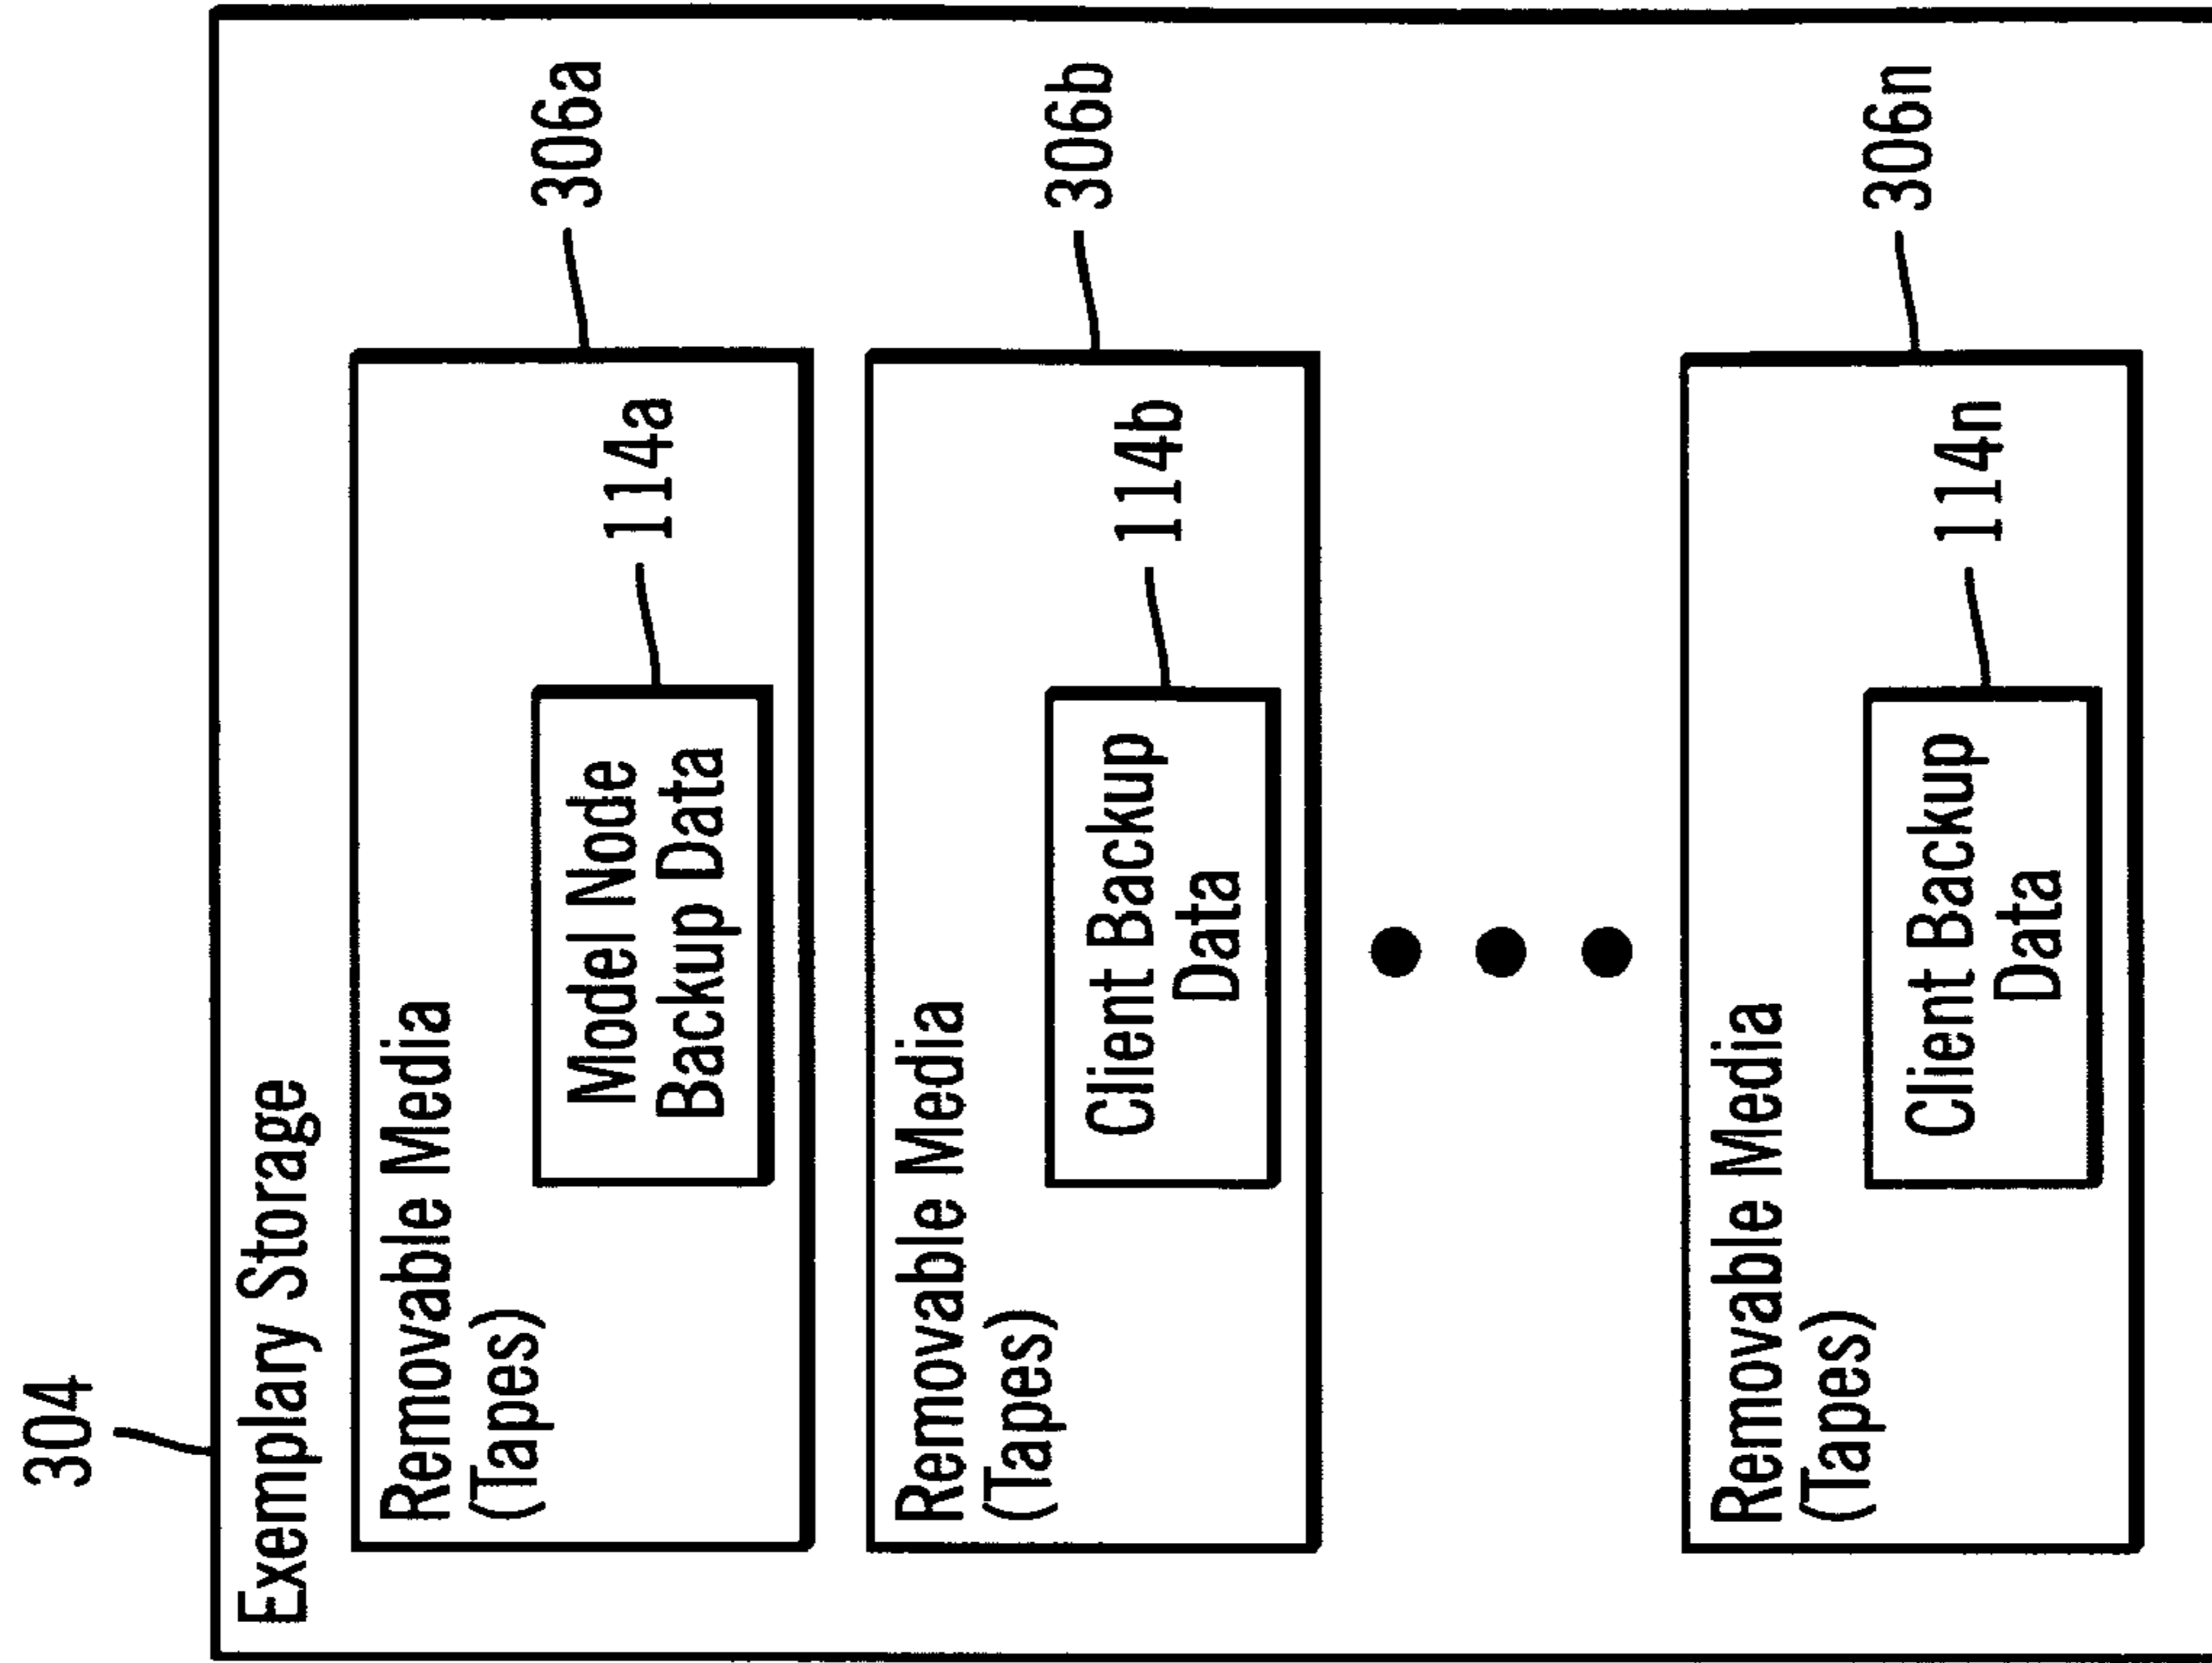 304
Exemplary Storage
Removable Media
(Tapes)
306a
114a
Model Node
Backup Data
Removable Media
(Tapes)
306b
114b
Client Backup
Data
Removable Media
(Tapes)
306n
114n
Client Backup
Data